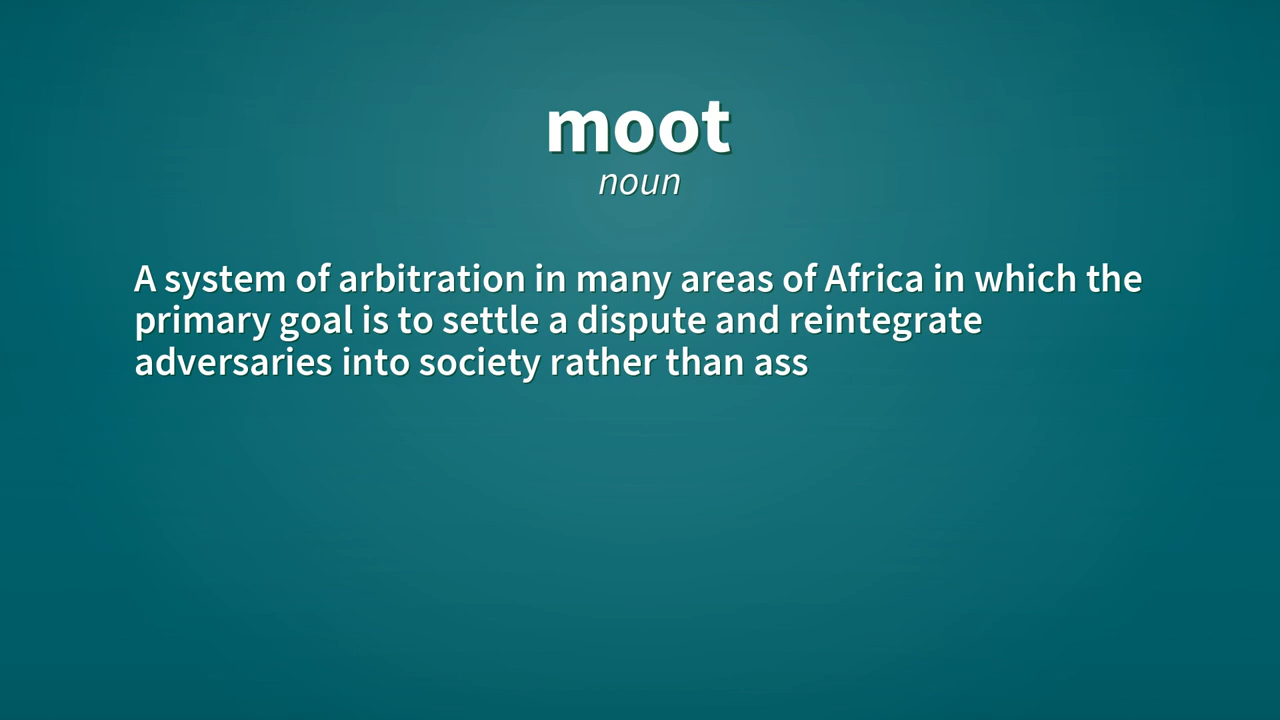 moot
noun
A system of arbitration in many areas of Africa in which the
primary goal is to settle a dispute and reintegrate
adversaries into society rather than ass